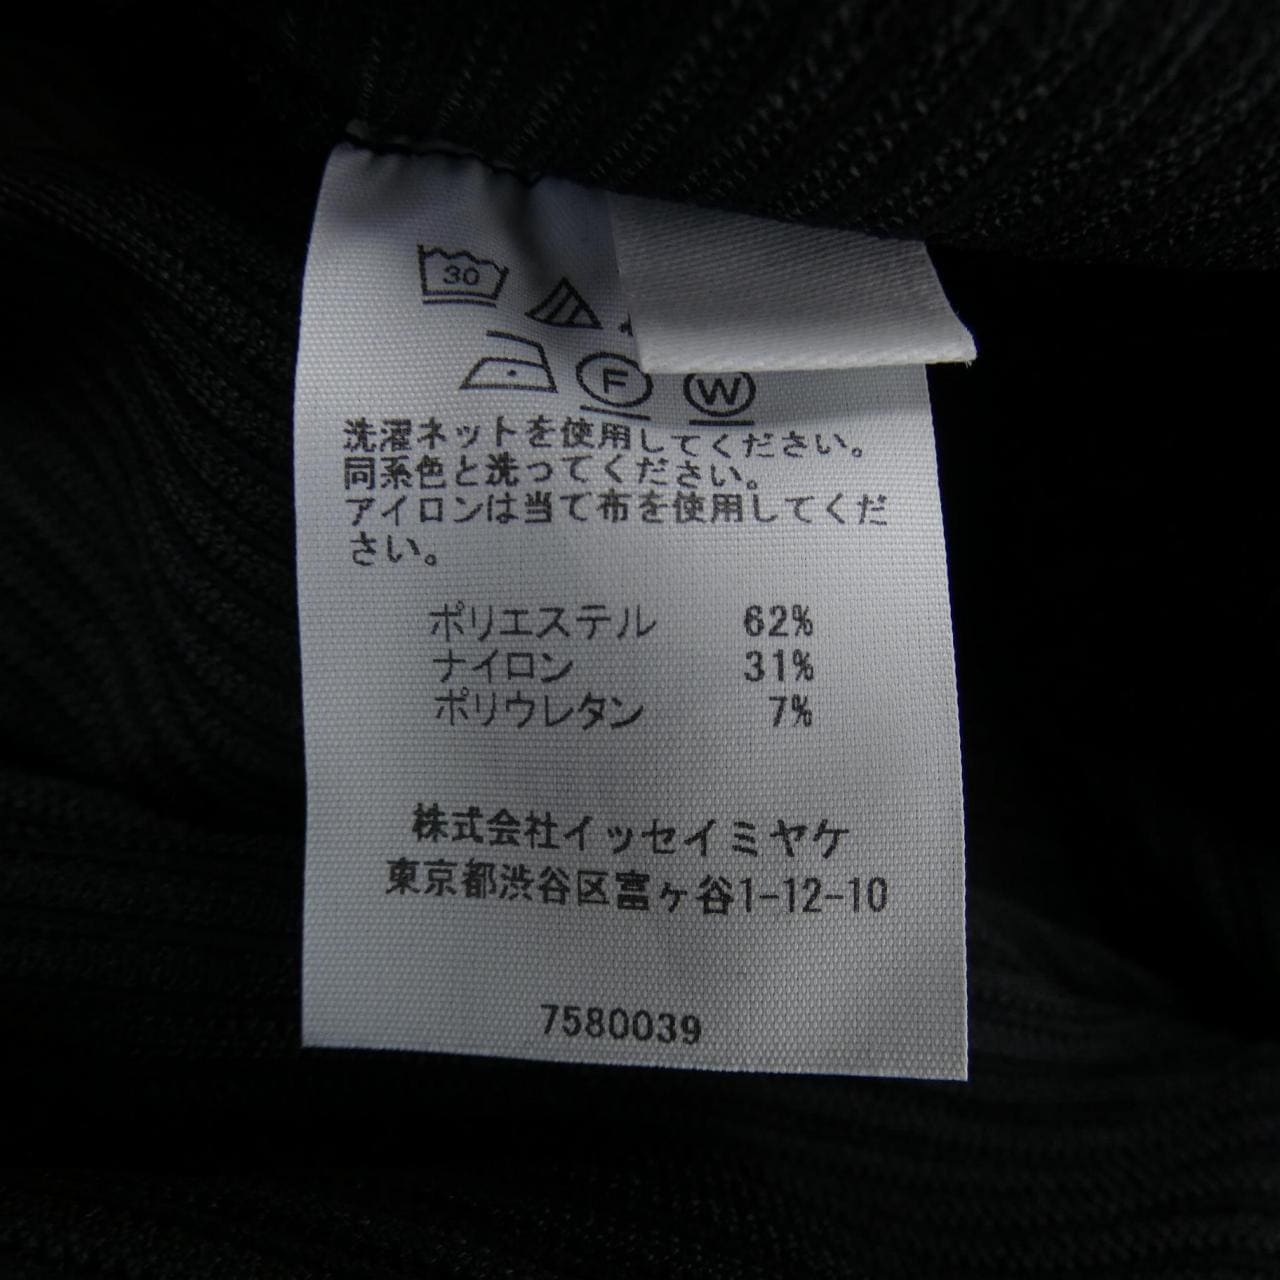 30
F W
洗濯ネットを使用してください。
同系色と洗ってください。
アイロンは当て布を使用してくだ
さい。
ポリエステル 62%
ナイロン 31%
ポリウレタン 7%
株式会社イッセイミヤケ
東京都渋谷区富ヶ谷1-12-10
7580039